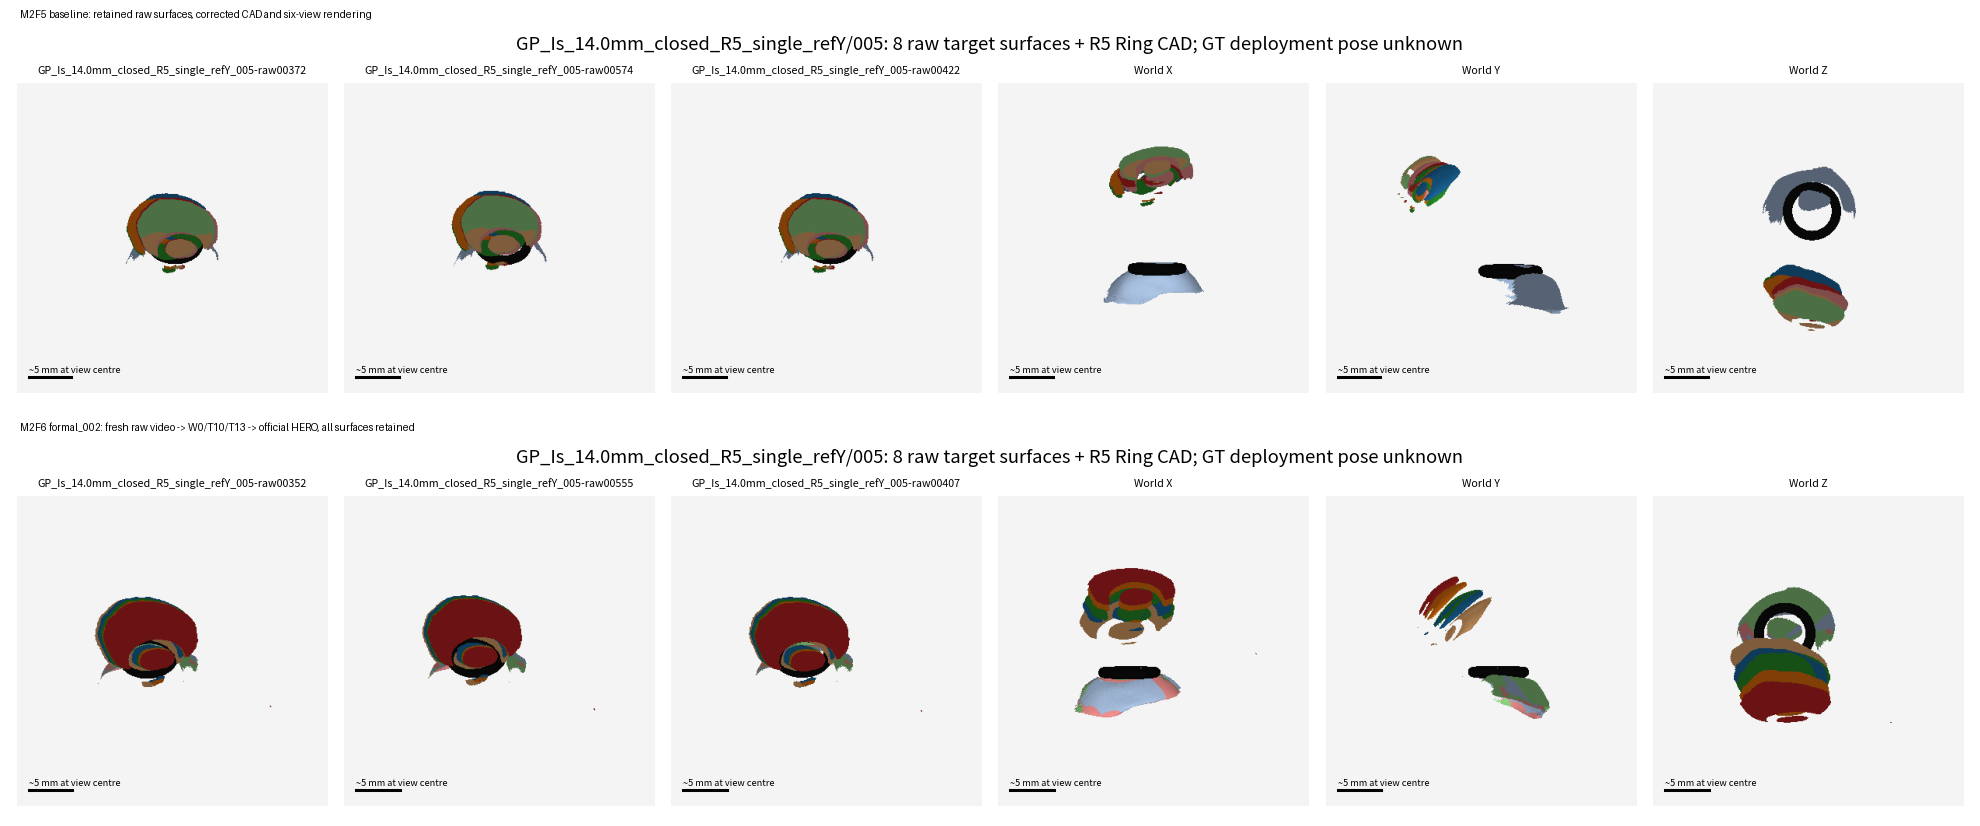 M2F5 baseline: retained raw surfaces, corrected CAD and six-view rendering
GP_Is_14.0mm_closed_R5_single_refY/005: 8 raw target surfaces + R5 Ring CAD; GT deployment pose unknown
GP_Is_14.0mm_closed_R5_single_refY_005-raw00372
GP_Is_14.0mm_closed_R5_single_refY_005-raw00574
GP_Is_14.0mm_closed_R5_single_refY_005-raw00422
World X
World Y
World Z
~5 mm at view centre
~5 mm at view centre
~5 mm at view centre
~5 mm at view centre
~5 mm at view centre
~5 mm at view centre
M2F6 formal_002: fresh raw video -> W0/T10/T13 -> official HERO, all surfaces retained
GP_Is_14.0mm_closed_R5_single_refY/005: 8 raw target surfaces + R5 Ring CAD; GT deployment pose unknown
GP_Is_14.0mm_closed_R5_single_refY_005-raw00352
GP_Is_14.0mm_closed_R5_single_refY_005-raw00555
GP_Is_14.0mm_closed_R5_single_refY_005-raw00407
World X
World Y
World Z
~5 mm at view centre
~5 mm at view centre
~5 mm at view centre
~5 mm at view centre
~5 mm at view centre
~5 mm at view centre